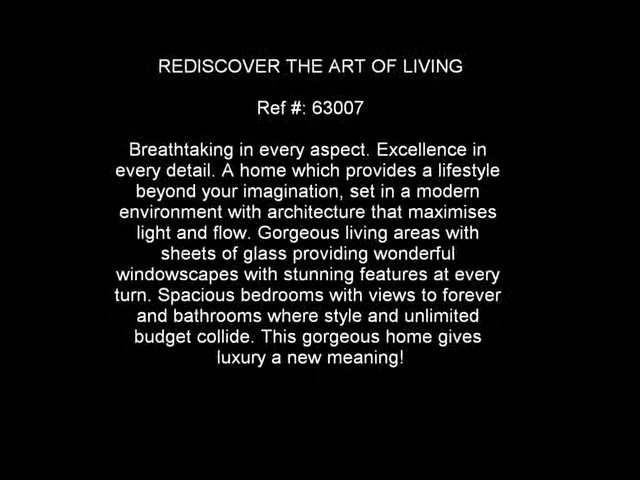 REDISCOVER THE ART OF LIVING
Ref #: 63007
Breathtaking in every aspect. Excellence in
every detail. A home which provides a lifestyle
beyond your imagination, set in a modern
environment with architecture that maximises
light and flow. Gorgeous living areas with
sheets of glass providing wonderful
windowscapes with stunning features at every
turn. Spacious bedrooms with views to forever
and bathrooms where style and unlimited
budget collide. This gorgeous home gives
luxury a new meaning!